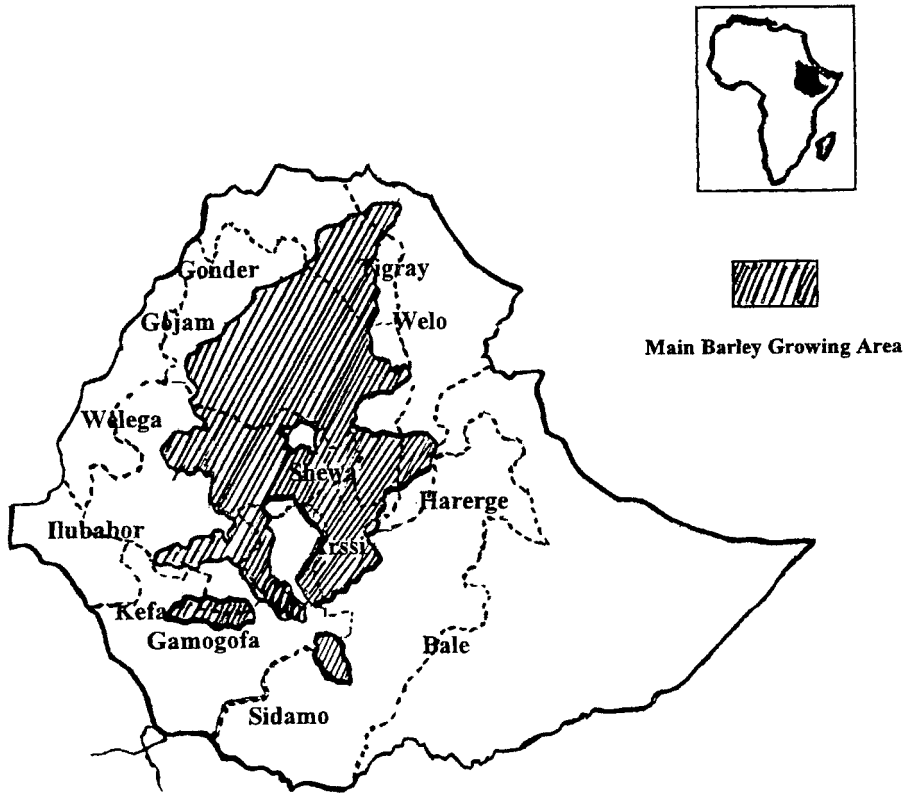 Gonder
Tigray
Gojam
Welo
Main Barley Growing Area
Welega
Shewa
Harerge
Ilubabor
Arssi
Kefa
Gamogofa
Bale
Sidamo